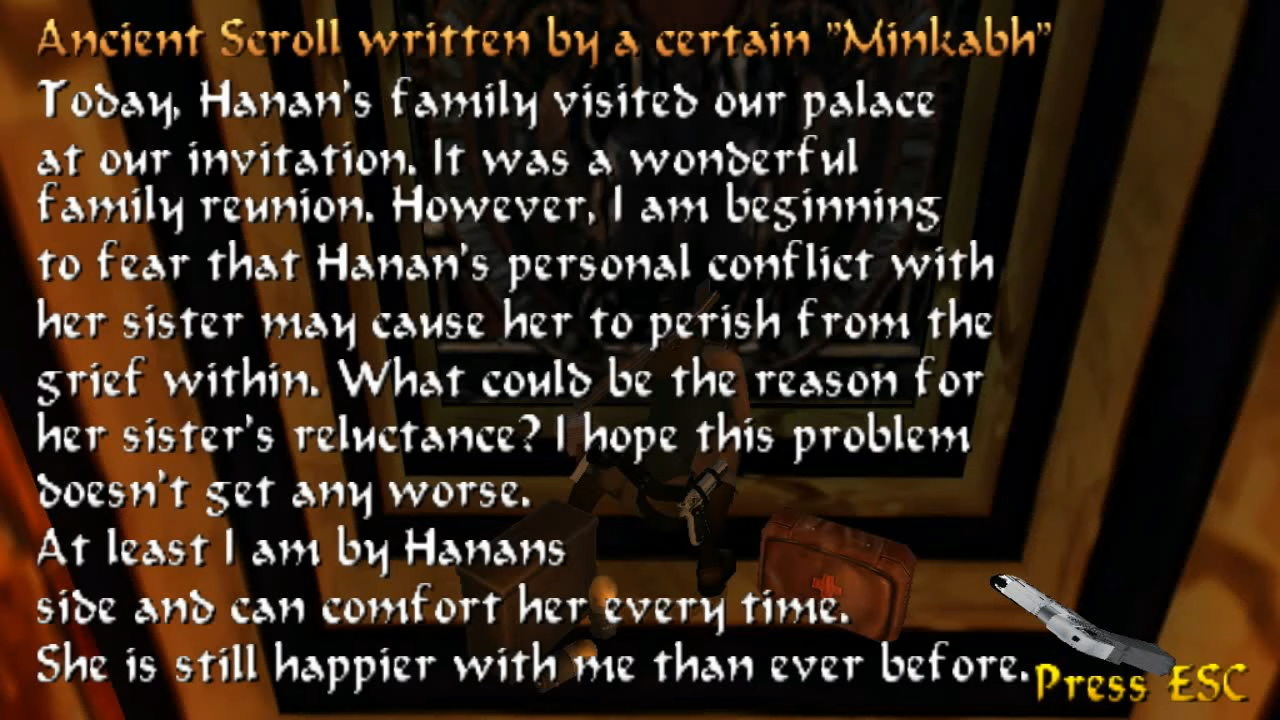 Ancient Scroll written by a certain "Minkabh"
Today, Hanan's family visited our palace
at our invitation. It was a wonderful
family reunion. However, I am beginning
to fear that Hanan's personal conflict with
her sister may cause her to perish from the
grief within. What could be the reason for
her sister's reluctance? I hope this problem
doesn't get any worse.
At least I am by Hanans
side and can comfort her every time.
She is still happier with me than ever before.
Press ESC